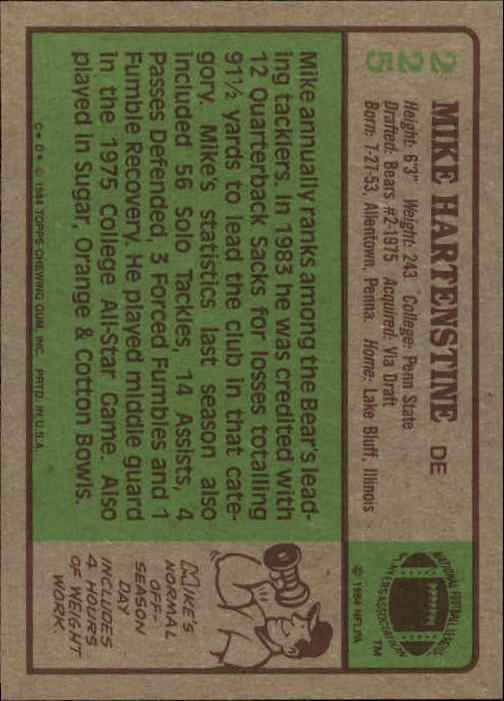 225
MIKE HARTENSTINE DE
Height: 6'3" Weight: 243 College: Penn State
Drafted: Bears #2-1975 Acquired: Via Draft
Born: 7-27-53, Allentown, Penna. Home: Lake Bluff, Illinois
NATIONAL FOOTBALL LEAGUE
PLAYERS ASSOCIATION
TM
© 1984 NFLPA
Mike annually ranks among the Bear's lead-
ing tacklers. In 1983 he was credited with
12 Quarterback Sacks for losses totalling
91½ yards to lead the club in that cate-
gory. Mike's statistics last season also
included 56 Solo Tackles, 14 Assists, 4
Passes Defended, 3 Forced Fumbles and 1
Fumble Recovery. He played middle guard
in the 1975 College All-Star Game. Also
played in Sugar, Orange & Cotton Bowls.
MIKE'S
NORMAL
OFF-
SEASON
DAY
INCLUDES
4 HOURS
OF WEIGHT
WORK.
C* D* © 1984 TOPPS CHEWING GUM, INC. PRTD. IN U.S.A.